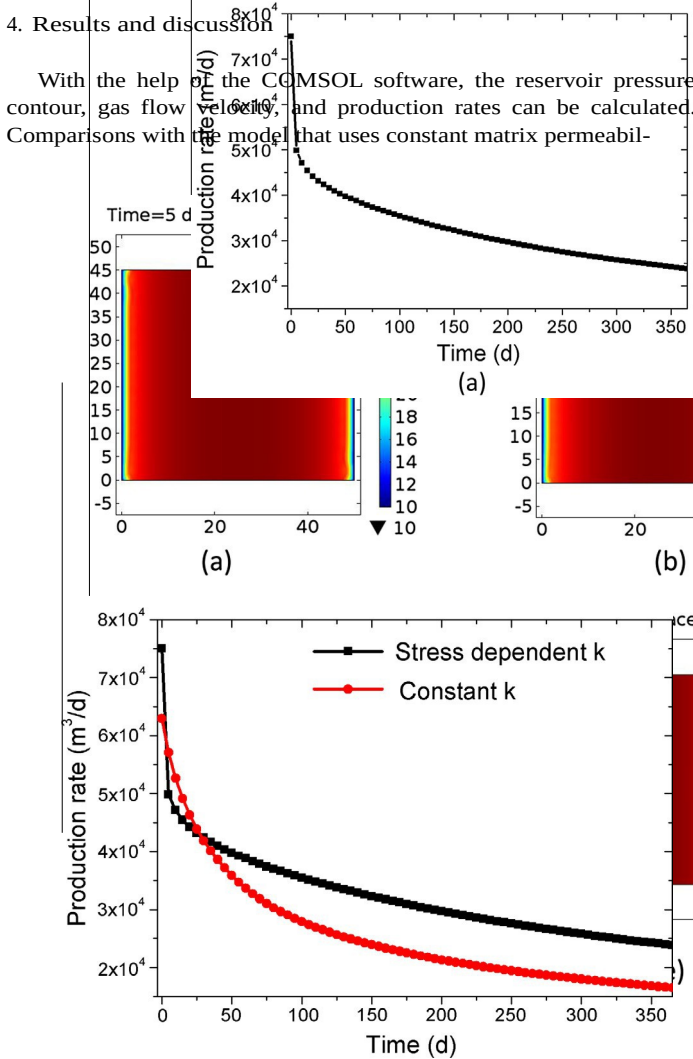 4. Results and discussion
With the help of the COMSOL software, the reservoir pressure
contour, gas flow velocity, and production rates can be calculated.
Comparisons with the model that uses constant matrix permeabil-
8x10⁴
7x10⁴
6x10⁴
5x10⁴
4x10⁴
3x10⁴
2x10⁴
Production rate (m³/d)
0 50 100 150 200 250 300 350
Time (d)
(a)
Time=5 d
50
45
40
35
30
25
20
15
10
5
0
-5
0 20 40
18
16
14
12
10
▼ 10
(a)
15
10
5
0
-5
0 20
(b)
8x10⁴
7x10⁴
6x10⁴
5x10⁴
4x10⁴
3x10⁴
2x10⁴
Production rate (m³/d)
Stress dependent k
Constant k
0 50 100 150 200 250 300 350
Time (d)